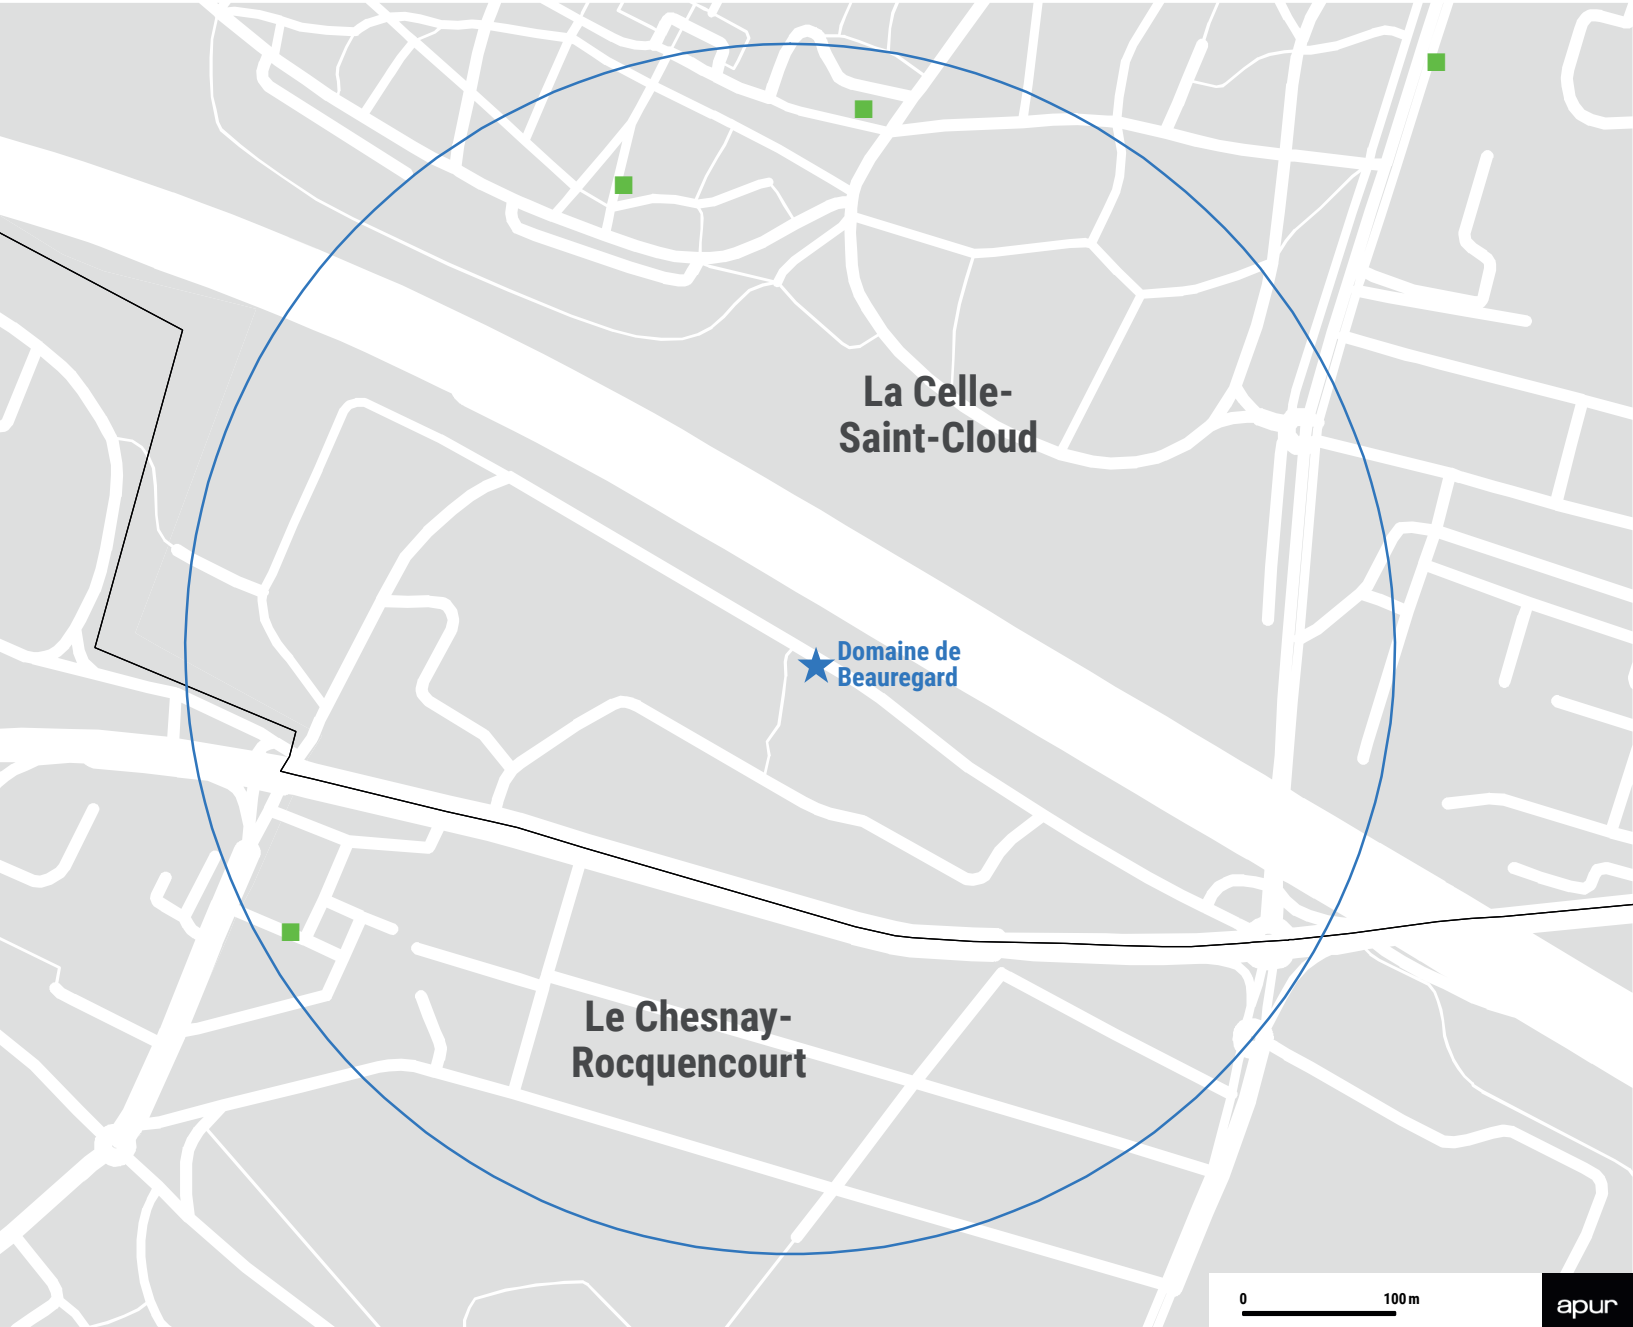 La Celle-
Saint-Cloud
Domaine de
Beauregard
Le Chesnay-
Rocquencourt
0 100 m
apur